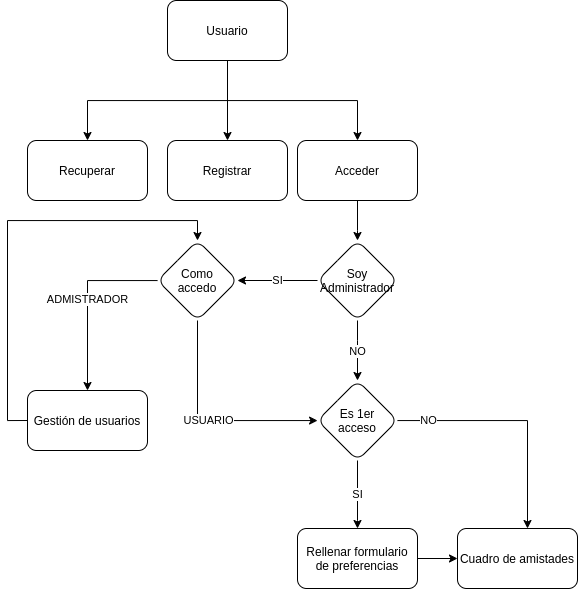 Usuario
Recuperar
Registrar
Acceder
Como
accedo
SI
Soy
Administrador
ADMISTRADOR
NO
Gestión de usuarios
USUARIO
Es 1er
acceso
NO
SI
Rellenar formulario
de preferencias
Cuadro de amistades